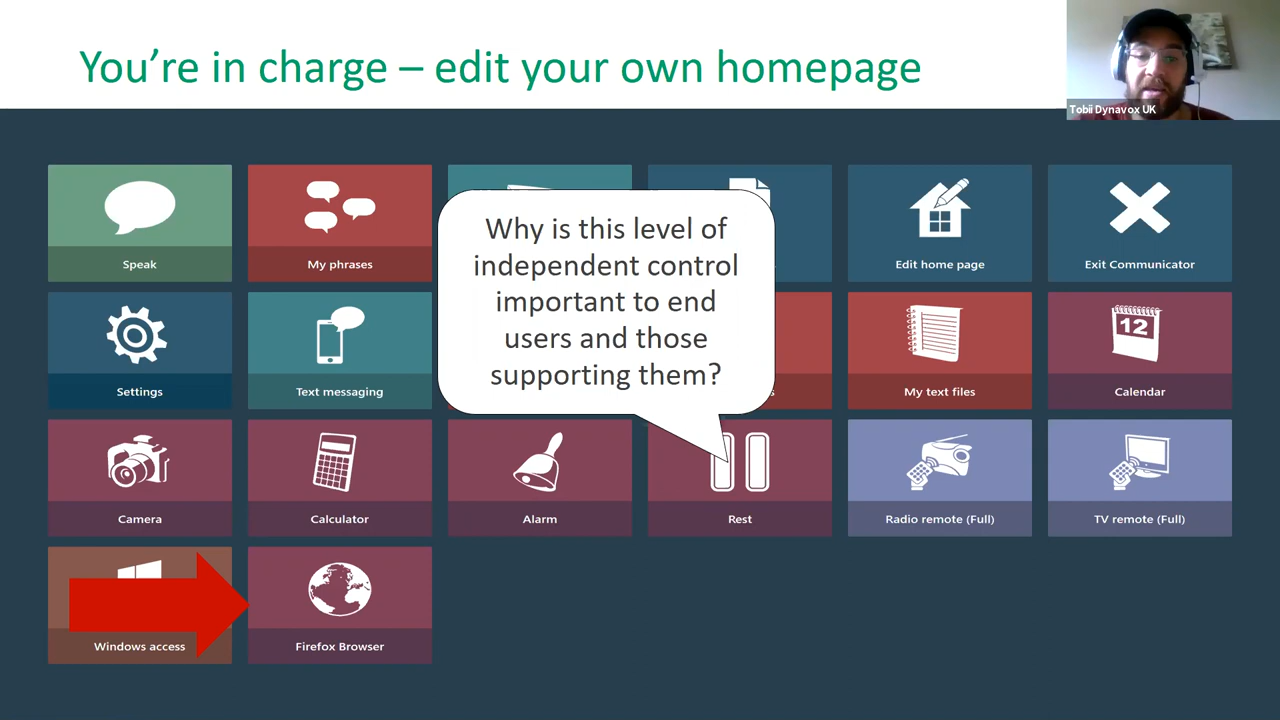 You're in charge – edit your own homepage
Tobii Dynavox UK
Speak
My phrases
Edit home page
Exit Communicator
Why is this level of
independent control
important to end
users and those
supporting them?
Settings
Text messaging
My text files
12
Calendar
Camera
Calculator
Alarm
Rest
Radio remote (Full)
TV remote (Full)
Windows access
Firefox Browser